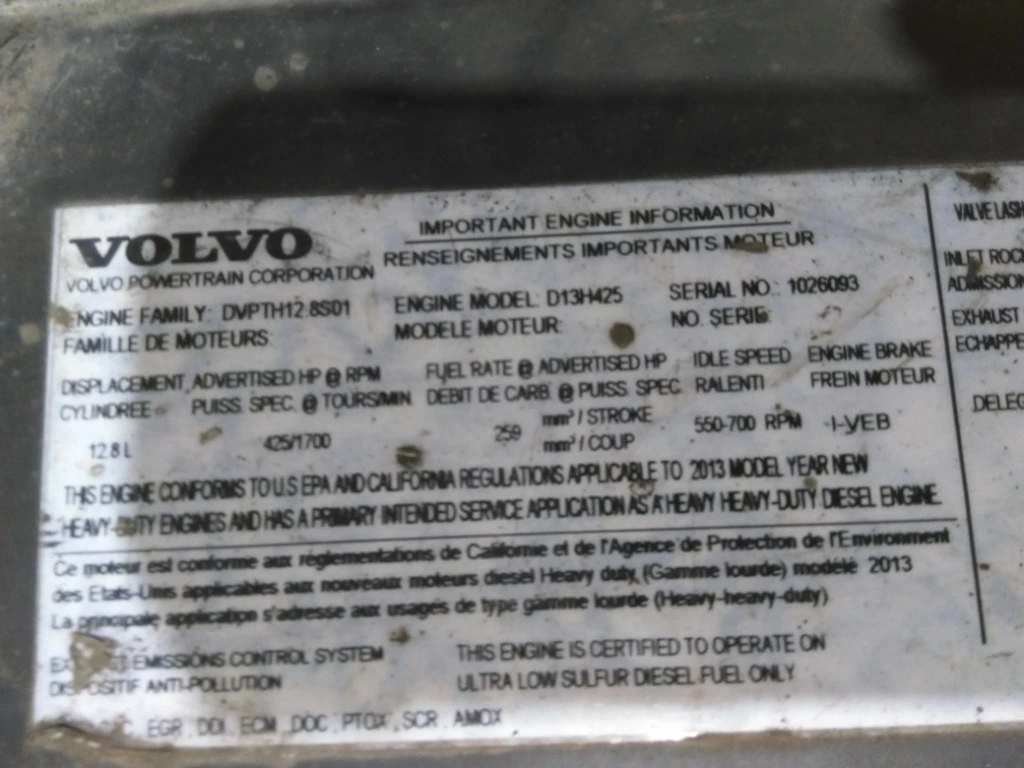 VOLVO
VOLVO POWERTRAIN CORPORATION
IMPORTANT ENGINE INFORMATION
RENSEIGNEMENTS IMPORTANTS MOTEUR
ENGINE FAMILY: DVPTH12.8S01
FAMILLE DE MOTEURS:
ENGINE MODEL: D13H425
MODELE MOTEUR:
SERIAL NO.: 1026093
NO. SERIE:
DISPLACEMENT, ADVERTISED HP @ RPM
CYLINDREE PUISS. SPEC. @ TOURS/MIN.
12.8 L 425/1700
FUEL RATE @ ADVERTISED HP
DEBIT DE CARB. @ PUISS. SPEC.
mm³ / STROKE
mm³ / COUP
IDLE SPEED
RALENTI
550-700 RPM
ENGINE BRAKE
FREIN MOTEUR
I-VEB
THIS ENGINE CONFORMS TO U.S EPA AND CALIFORNIA REGULATIONS APPLICABLE TO 2013 MODEL YEAR NEW
HEAVY-DUTY ENGINES AND HAS A PRIMARY INTENDED SERVICE APPLICATION AS A HEAVY HEAVY-DUTY DIESEL ENGINE.
Ce moteur est conforme aux réglementations de Californie et de l'Agence de Protection de l'Environment
des Etats-Unis applicables aux nouveaux moteurs diesel Heavy duty, (Gamme lourde) modelé 2013
La principale application s'adresse aux usages de type gamme lourde (Heavy-heavy-duty)
EMISSIONS CONTROL SYSTEM
ANTI-POLLUTION
EGR, DDI, ECM, DOC, PTOX, SCR, AMOX
THIS ENGINE IS CERTIFIED TO OPERATE ON
ULTRA LOW SULFUR DIESEL FUEL ONLY
VALVE LASH
INLET ROC
ADMISSION
EXHAUST
ECHAPPE
DELEG